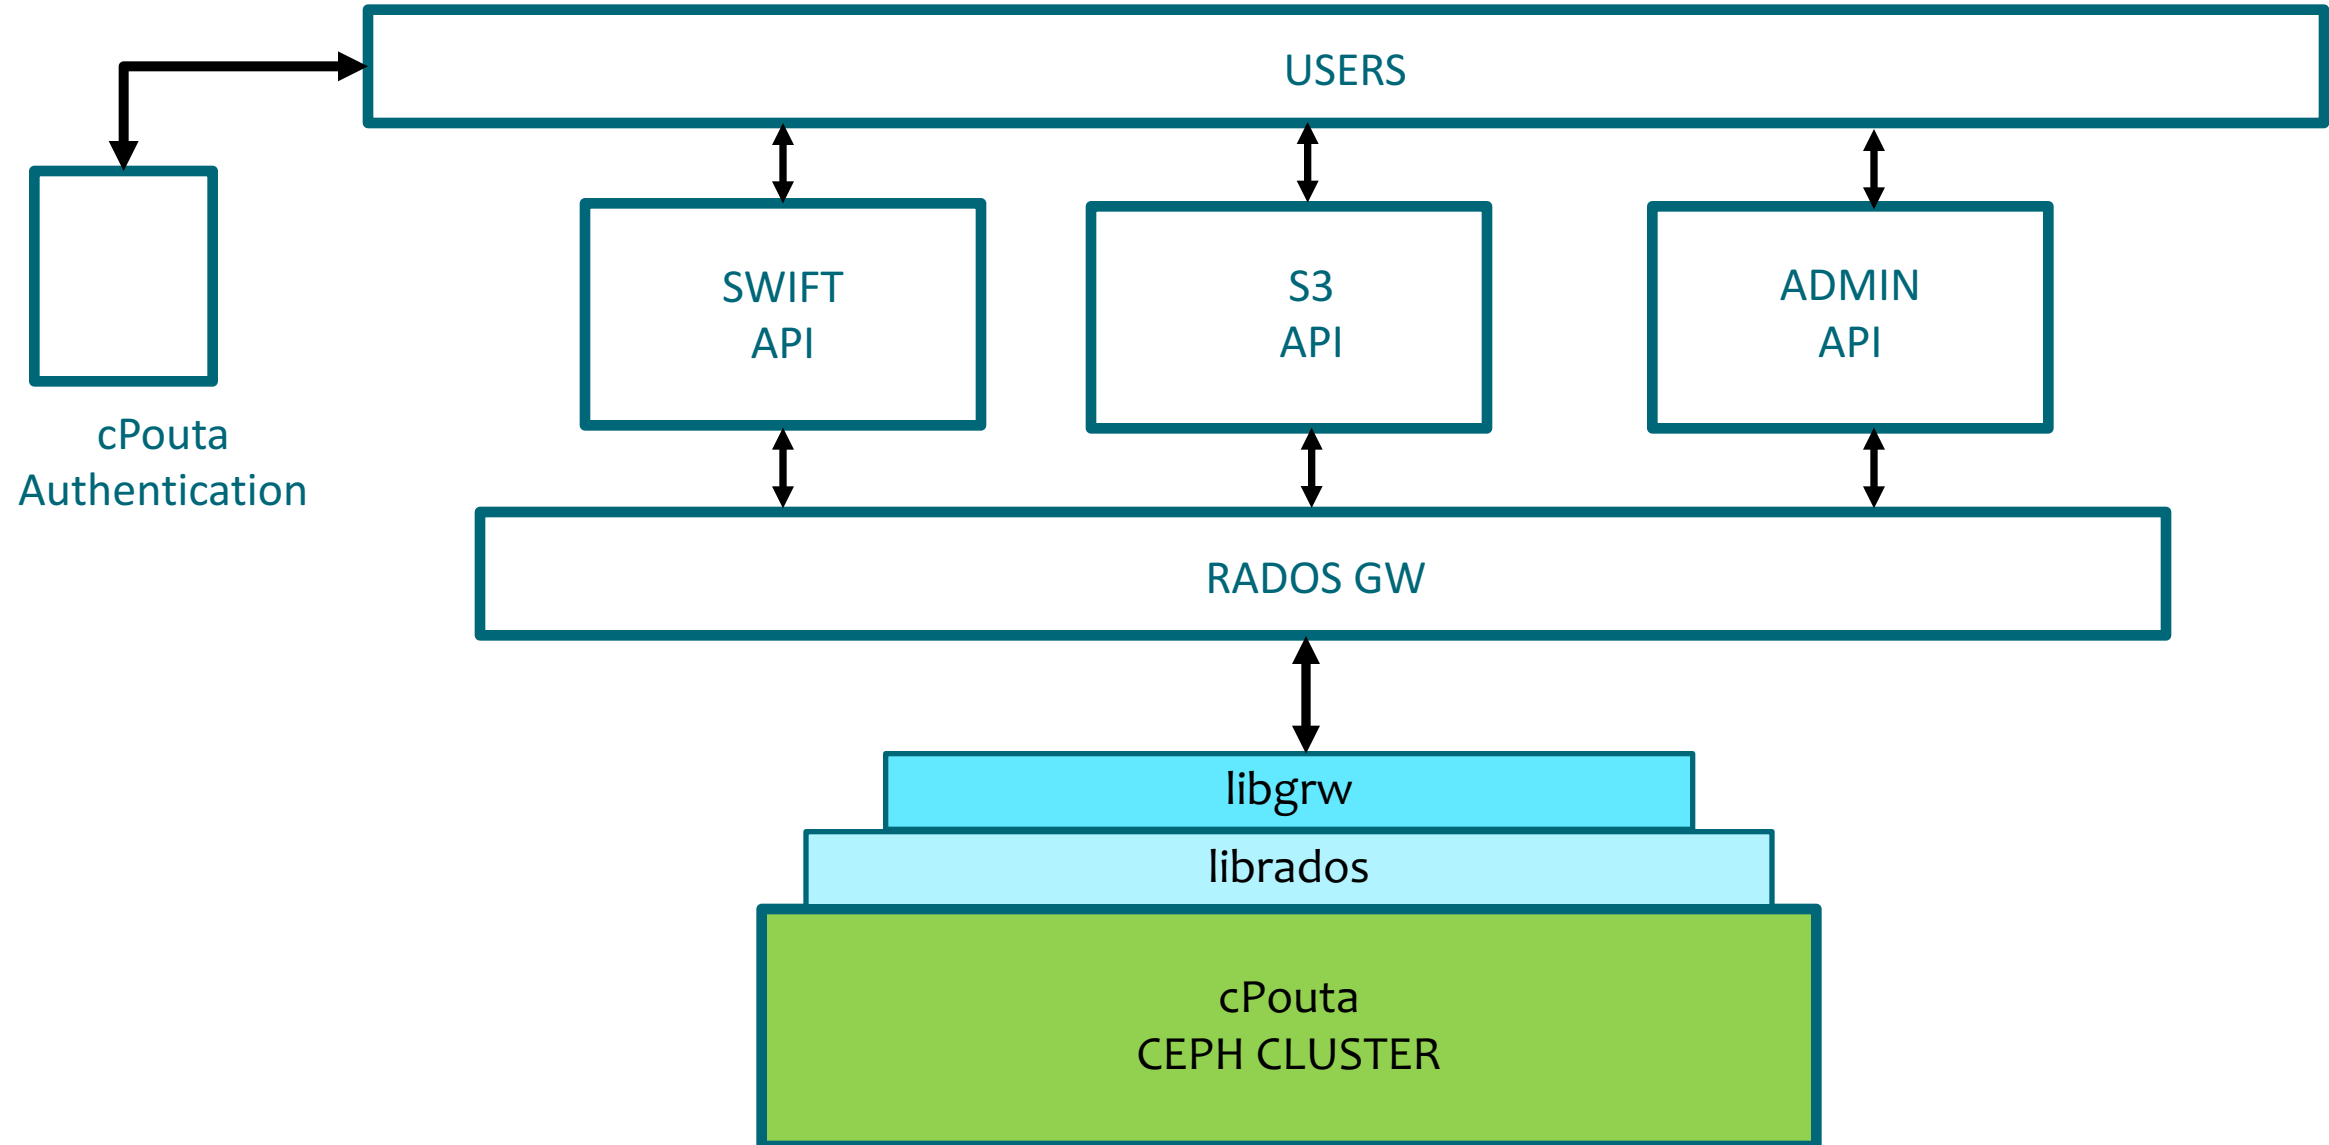 USERS
SWIFT
API
S3
API
ADMIN
API
cPouta
Authentication
RADOS GW
libgrw
librados
cPouta
CEPH CLUSTER